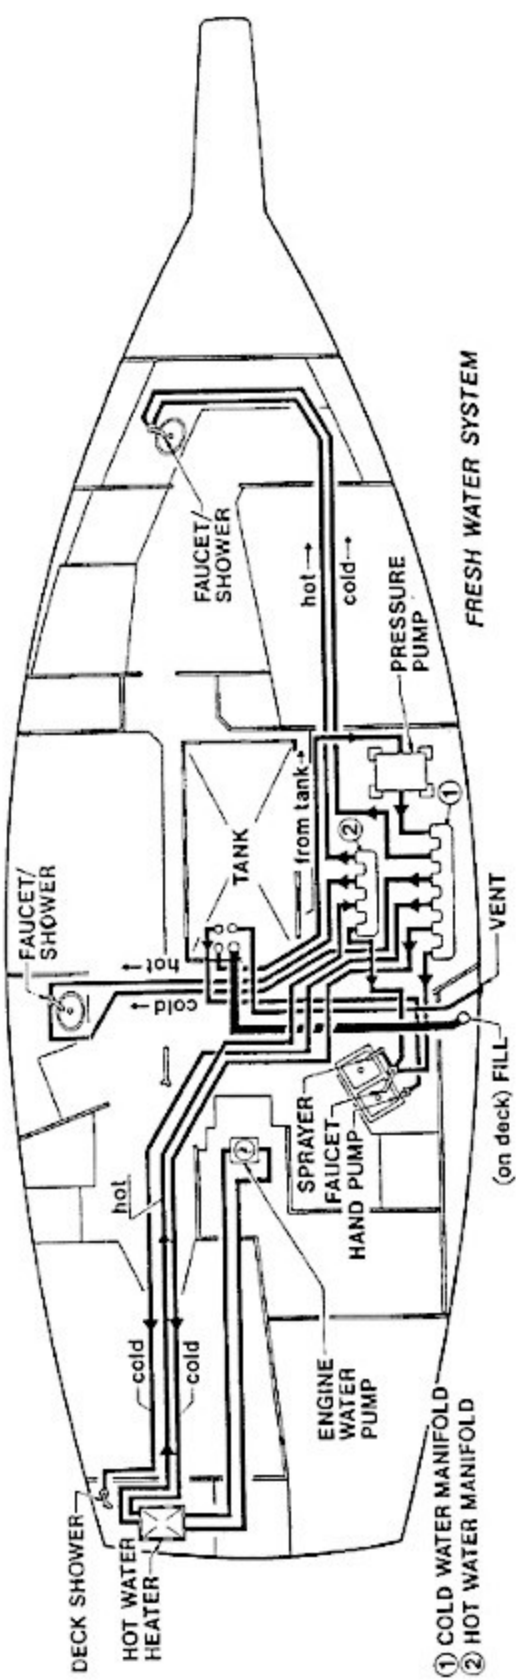 FRESH WATER SYSTEM
FAUCET/
SHOWER
hot→
cold→
PRESSURE
PUMP
from tank→
TANK
②
①
FAUCET/
SHOWER
hot→
cold→
VENT
(on deck) FILL
SPRAYER
FAUCET
HAND PUMP
hot
cold
cold
ENGINE
WATER
PUMP
DECK SHOWER
HOT WATER
HEATER
① COLD WATER MANIFOLD
② HOT WATER MANIFOLD